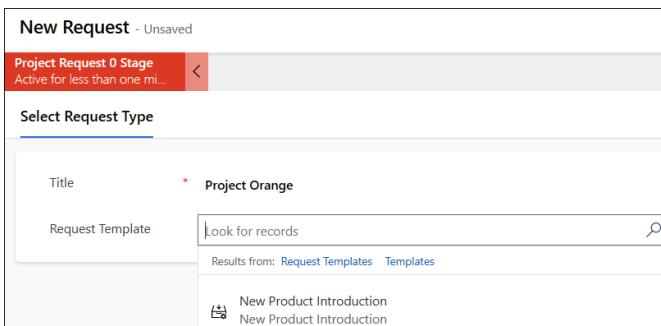 New Request - Unsaved
Project Request 0 Stage
Active for less than one mi...
Select Request Type
Title * Project Orange
Request Template Look for records
Results from: Request Templates Templates
New Product Introduction
New Product Introduction